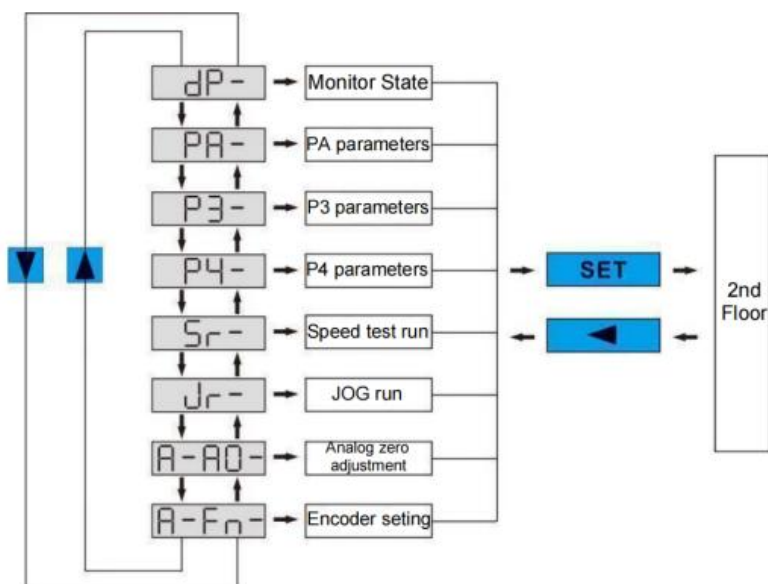 dP-
Monitor State
PA-
PA parameters
P3-
P3 parameters
P4-
P4 parameters
SET
Sr-
Speed test run
2nd
Floor
Jr-
JOG run
A-A0-
Analog zero
adjustment
A-Fn-
Encoder seting